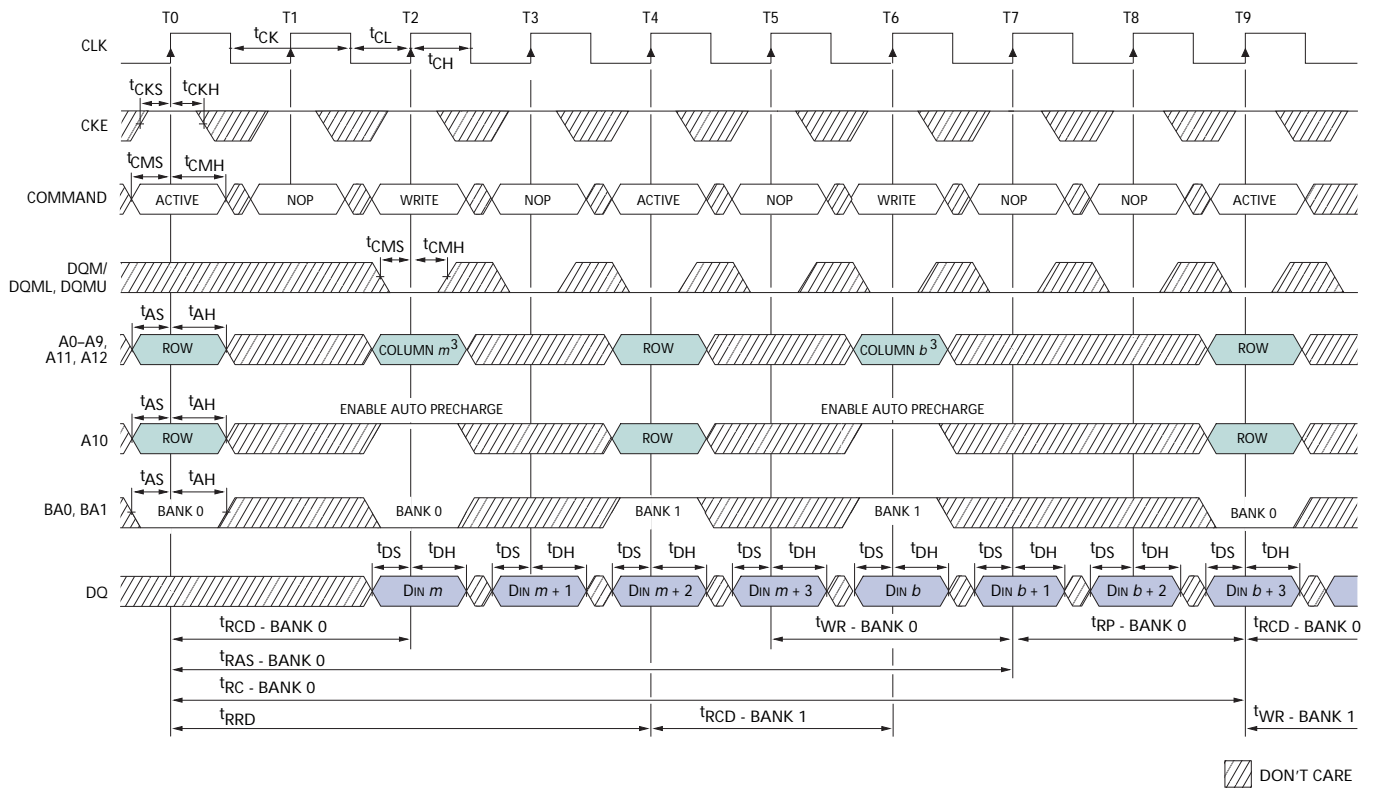 T0 T1 T2 T3 T4 T5 T6 T7 T8 T9
CLK
tCK tCL
tCH
tCKS tCKH
CKE
tCMS tCMH
COMMAND ACTIVE NOP WRITE NOP ACTIVE NOP WRITE NOP NOP ACTIVE
tCMS tCMH
DQM/
DQML, DQMU
tAS tAH
A0–A9,
A11, A12
ROW COLUMN m3 ROW COLUMN b3 ROW
tAS tAH
ENABLE AUTO PRECHARGE ENABLE AUTO PRECHARGE
A10 ROW ROW ROW
tAS tAH
BA0, BA1 BANK 0 BANK 0 BANK 1 BANK 1 BANK 0
tDS tDH tDS tDH tDS tDH tDS tDH tDS tDH tDS tDH tDS tDH tDS tDH
DQ DIN m DIN m + 1 DIN m + 2 DIN m + 3 DIN b DIN b + 1 DIN b + 2 DIN b + 3
tRCD - BANK 0 tWR - BANK 0 tRP - BANK 0 tRCD - BANK 0
tRAS - BANK 0
tRC - BANK 0
tRRD tRCD - BANK 1 tWR - BANK 1
DON'T CARE